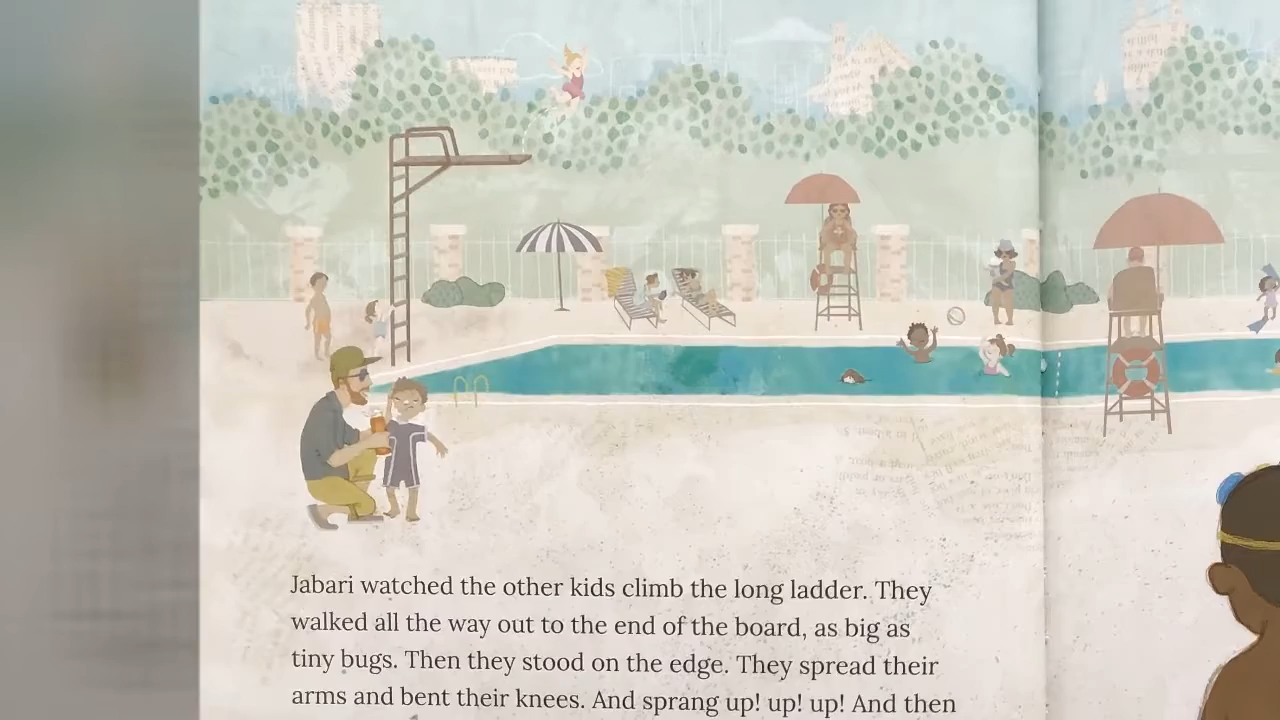 Jabari watched the other kids climb the long ladder. They
walked all the way out to the end of the board, as big as
tiny bugs. Then they stood on the edge. They spread their
arms and bent their knees. And sprang up! up! up! And then